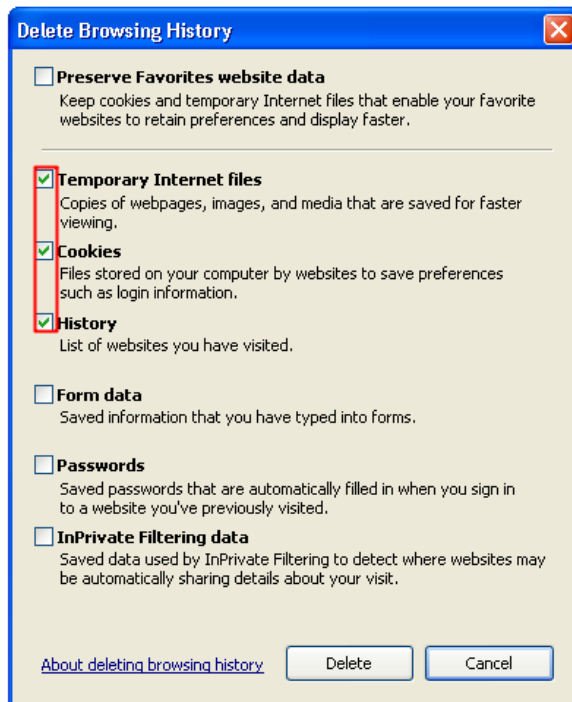 Delete Browsing History
Preserve Favorites website data
Keep cookies and temporary Internet files that enable your favorite
websites to retain preferences and display faster.
Temporary Internet files
Copies of webpages, images, and media that are saved for faster
viewing.
Cookies
Files stored on your computer by websites to save preferences
such as login information.
History
List of websites you have visited.
Form data
Saved information that you have typed into forms.
Passwords
Saved passwords that are automatically filled in when you sign in
to a website you've previously visited.
InPrivate Filtering data
Saved data used by InPrivate Filtering to detect where websites may
be automatically sharing details about your visit.
About deleting browsing history Delete Cancel